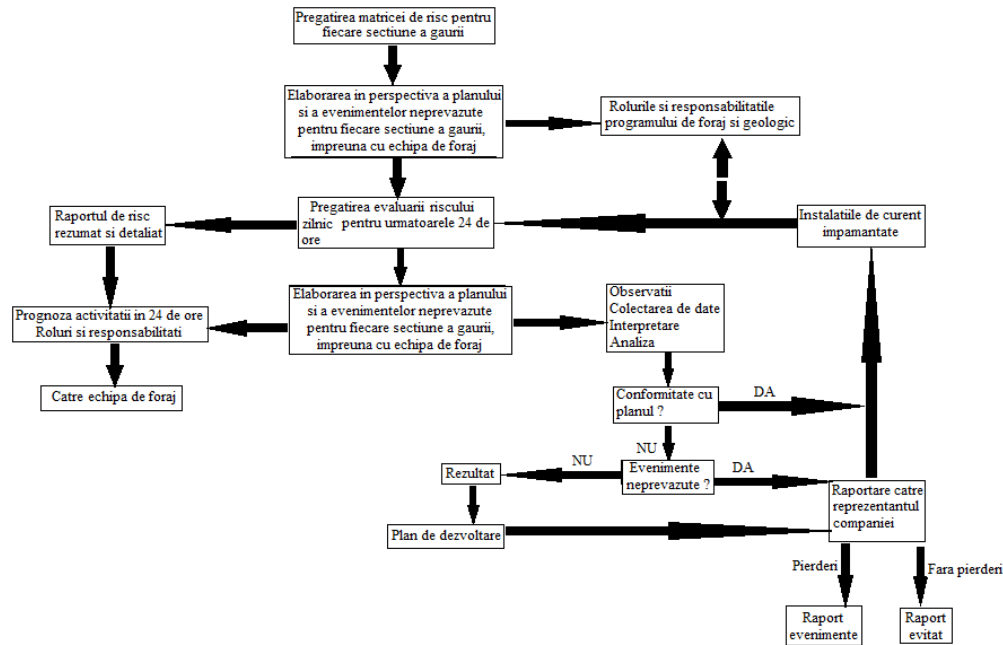 Pregatirea matricei de risc pentru
fiecare sectiune a gaurii
Elaborarea in perspectiva a planului
si a evenimentelor neprevazute
pentru fiecare sectiune a gaurii,
impreuna cu echipa de foraj
Rolurile si responsabilitatile
programului de foraj si geologic
Raportul de risc
rezumat si detaliat
Pregatirea evaluarii riscului
zilnic pentru urmatoarele 24 de
ore
Instalatiile de curent
impamantate
Prognoza activitatii in 24 de ore
Roluri si responsabilitati
Elaborarea in perspectiva a planului
si a evenimentelor neprevazute
pentru fiecare sectiune a gaurii,
impreuna cu echipa de foraj
Observatii
Colectarea de date
Interpretare
Analiza
Catre echipa de foraj
Conformitate cu
planul ?
DA
NU
Rezultat
NU
Evenimente
neprevazute ?
DA
Raportare catre
reprezentantul
companiei
Plan de dezvoltare
Pierderi
Fara pierderi
Raport
evenimente
Raport
evitat